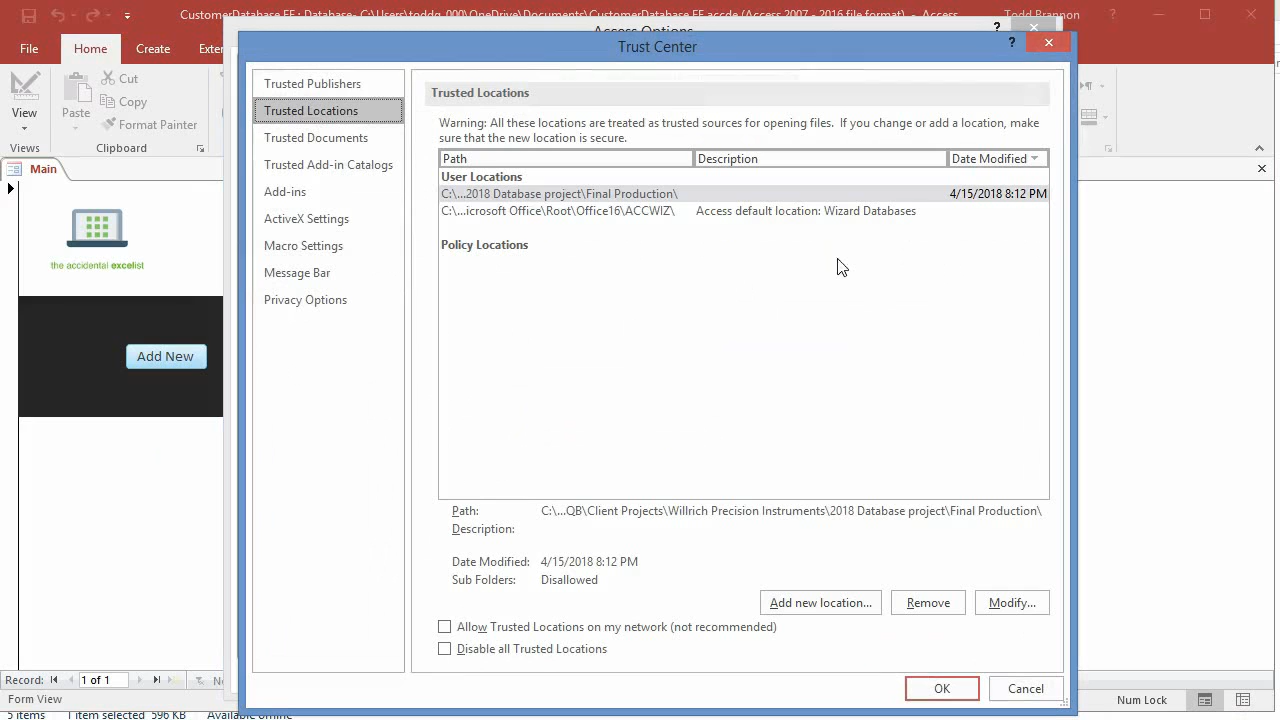 CustomerDatabase FE : Database- C:\Users\toddg_000\OneDrive\Documents\CustomerDatabase FE.accde (Access 2007 - 2016 file format) - Access
Todd Brannon
Access Options
Trust Center
File
Home
Create
Exter
View
Views
Paste
Cut
Copy
Format Painter
Clipboard
Main
the accidental excelist
Add New
Trusted Publishers
Trusted Locations
Trusted Documents
Trusted Add-in Catalogs
Add-ins
ActiveX Settings
Macro Settings
Message Bar
Privacy Options
Trusted Locations
Warning: All these locations are treated as trusted sources for opening files. If you change or add a location, make
sure that the new location is secure.
Path Description Date Modified
User Locations
C:\...2018 Database project\Final Production\ 4/15/2018 8:12 PM
C:\...icrosoft Office\Root\Office16\ACCWIZ\ Access default location: Wizard Databases
Policy Locations
Path: C:\...QB\Client Projects\Willrich Precision Instruments\2018 Database project\Final Production\
Description:
Date Modified: 4/15/2018 8:12 PM
Sub Folders: Disallowed
Add new location... Remove Modify...
Allow Trusted Locations on my network (not recommended)
Disable all Trusted Locations
OK Cancel
Record: 1 of 1
Form View
Num Lock
5 items 1 item selected 596 KB Available online